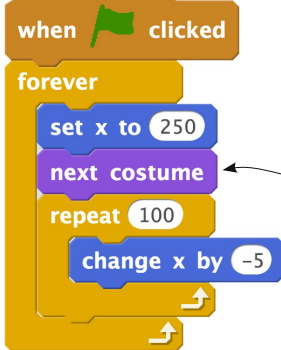 when clicked
forever
set x to 250
next costume
repeat 100
change x by -5